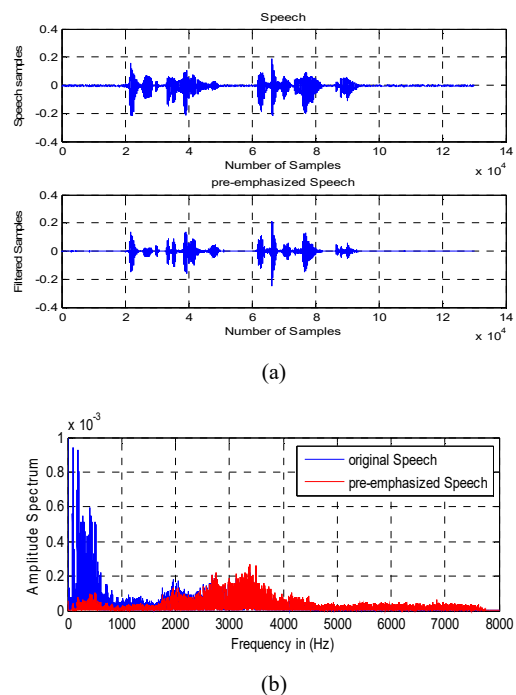 Speech
0.4
0.2
0
-0.2
-0.4
Speech samples
0 2 4 6 8 10 12 14
Number of Samples
x 10^4
pre-emphasized Speech
0.4
0.2
0
-0.2
-0.4
Filtered Samples
0 2 4 6 8 10 12 14
Number of Samples
x 10^4
(a)
x 10^-3
1
0.8
0.6
0.4
0.2
0
Amplitude Spectrum
original Speech
pre-emphasized Speech
0 1000 2000 3000 4000 5000 6000 7000 8000
Frequency in (Hz)
(b)